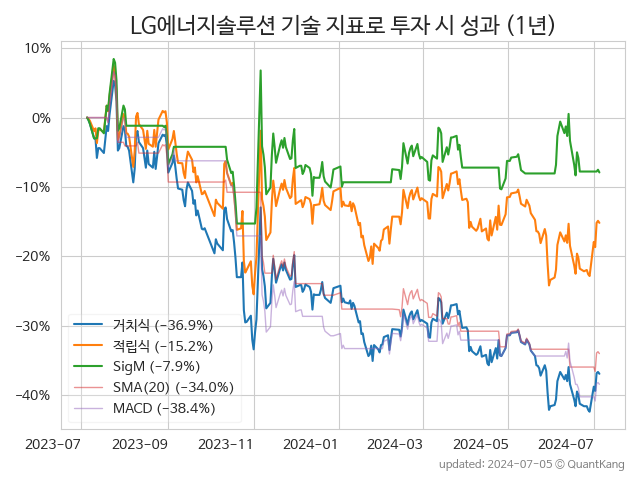 LG에너지솔루션 기술 지표로 투자 시 성과 (1년)
10%
0%
−10%
−20%
−30%
−40%
거치식 (−36.9%)
적립식 (−15.2%)
SigM (−7.9%)
SMA(20) (−34.0%)
MACD (−38.4%)
2023-07 2023-09 2023-11 2024-01 2024-03 2024-05 2024-07
updated: 2024-07-05 © QuantKang